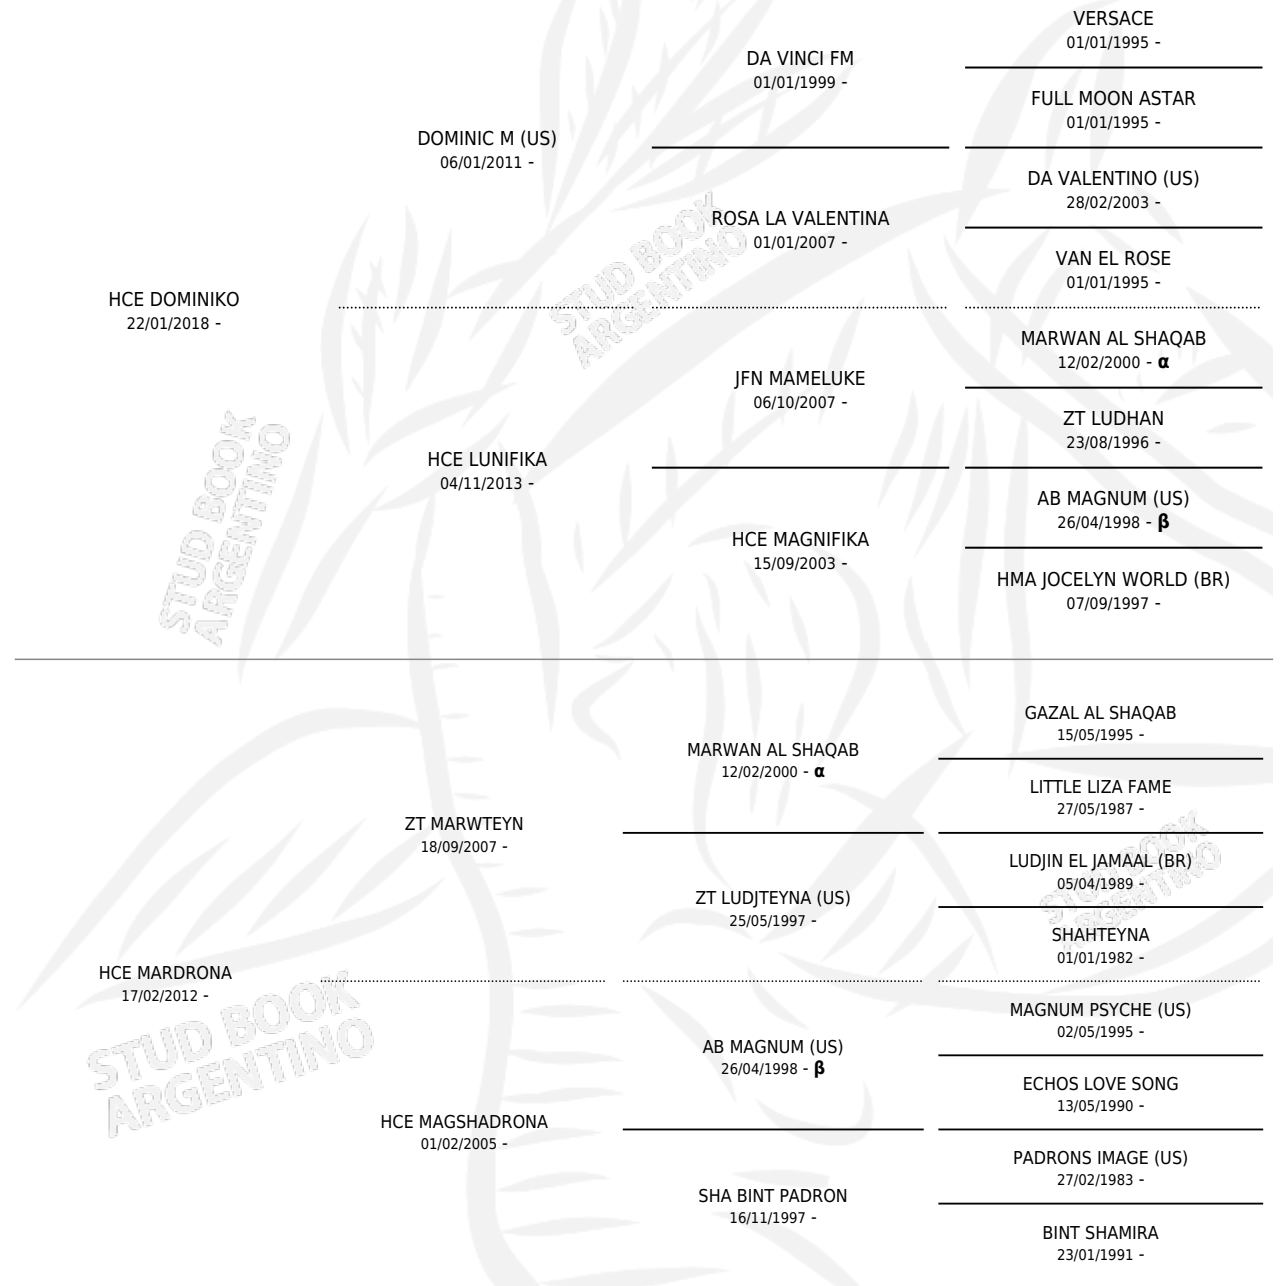 VERSACE
01/01/1995 -
DA VINCI FM
01/01/1999 -
FULL MOON ASTAR
01/01/1995 -
DOMINIC M (US)
06/01/2011 -
DA VALENTINO (US)
28/02/2003 -
ROSA LA VALENTINA
01/01/2007 -
VAN EL ROSE
01/01/1995 -
HCE DOMINIKO
22/01/2018 -
MARWAN AL SHAQAB
12/02/2000 - α
JFN MAMELUKE
06/10/2007 -
ZT LUDHAN
23/08/1996 -
HCE LUNIFIKA
04/11/2013 -
AB MAGNUM (US)
26/04/1998 - β
HCE MAGNIFIKA
15/09/2003 -
HMA JOCELYN WORLD (BR)
07/09/1997 -
GAZAL AL SHAQAB
15/05/1995 -
MARWAN AL SHAQAB
12/02/2000 - α
LITTLE LIZA FAME
27/05/1987 -
ZT MARWTEYN
18/09/2007 -
LUDJIN EL JAMAAL (BR)
05/04/1989 -
ZT LUDJTEYNA (US)
25/05/1997 -
SHAHTEYNA
01/01/1982 -
HCE MARDRONA
17/02/2012 -
MAGNUM PSYCHE (US)
02/05/1995 -
AB MAGNUM (US)
26/04/1998 - β
ECHOS LOVE SONG
13/05/1990 -
HCE MAGSHADRONA
01/02/2005 -
PADRONS IMAGE (US)
27/02/1983 -
SHA BINT PADRON
16/11/1997 -
BINT SHAMIRA
23/01/1991 -
STUD BOOK
ARGENTINO
STUD BOOK
ARGENTINO
STUD BOOK
ARGENTINO
STUD BOOK
ARGENTINO